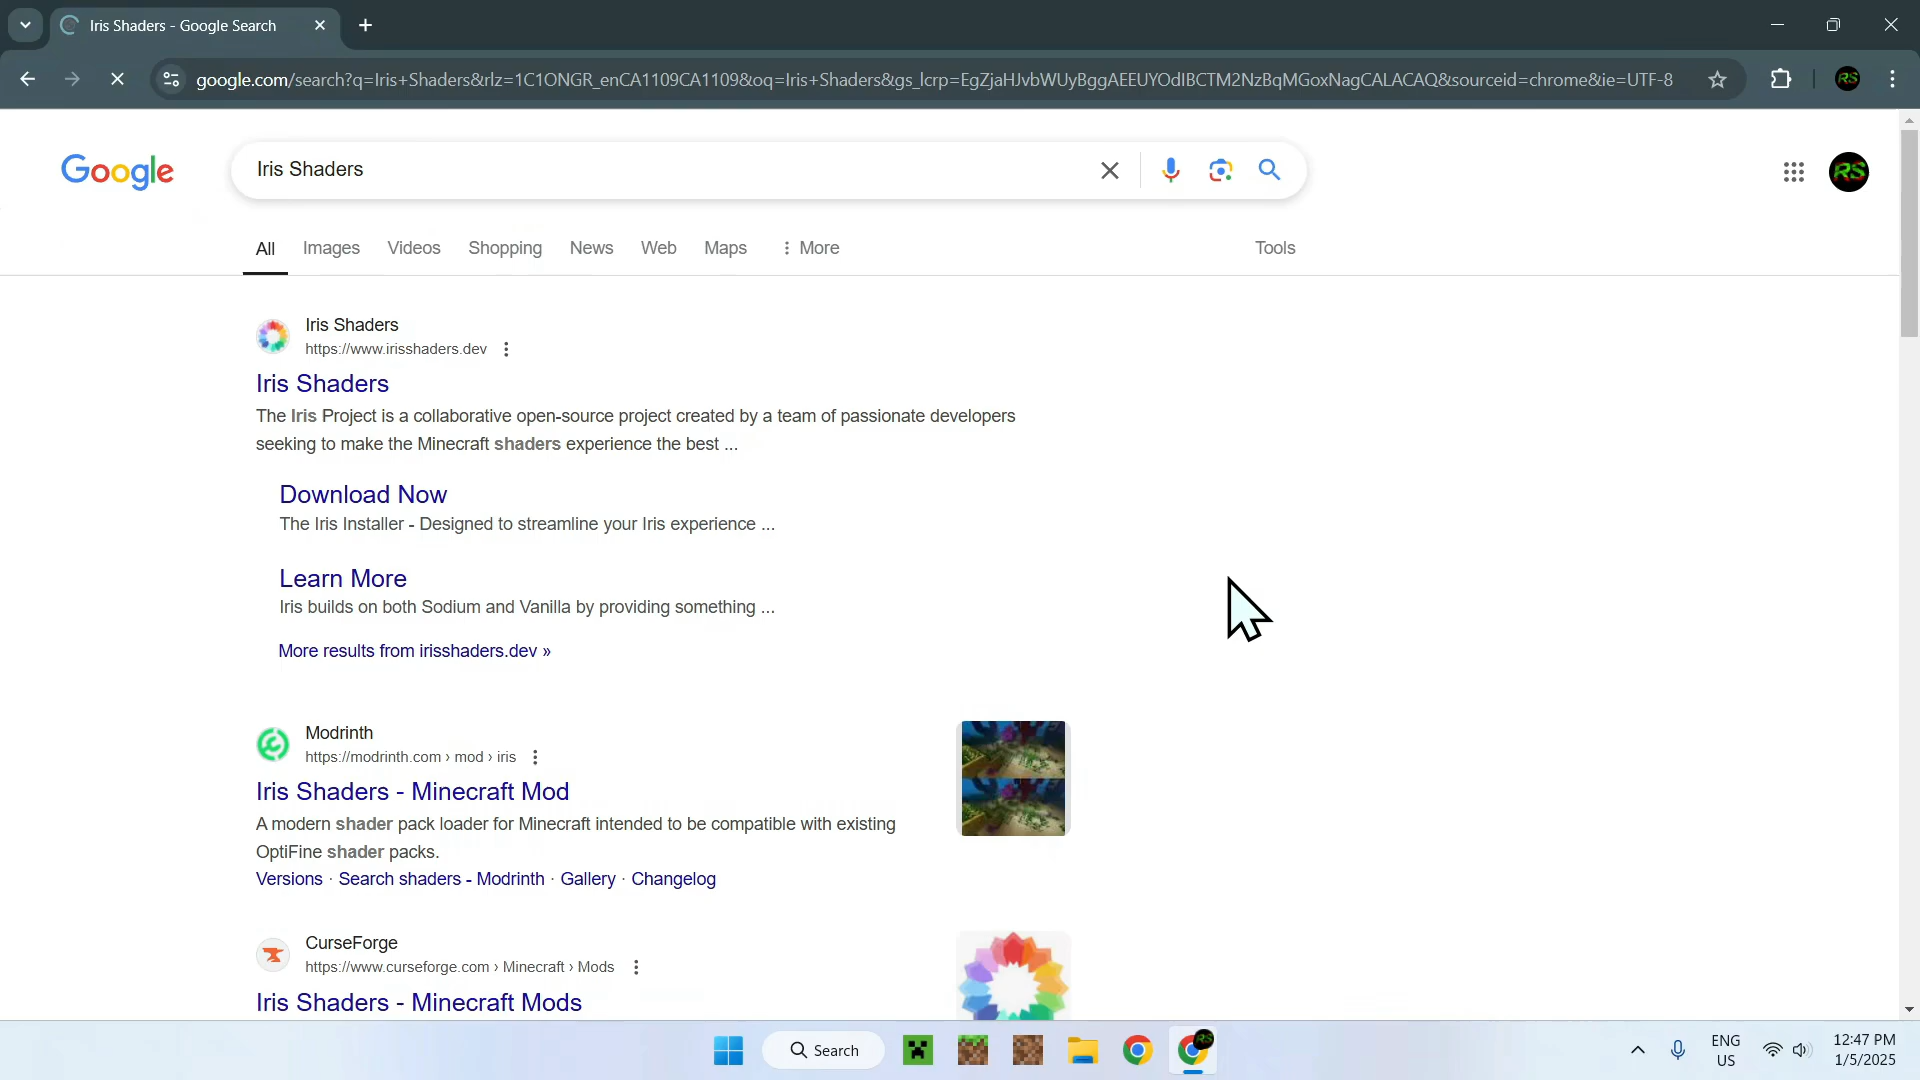 Iris Shaders - Google Search
google.com/search?q=Iris+Shaders&rlz=1C1ONGR_enCA1109CA1109&oq=Iris+Shaders&gs_lcrp=EgZjaHJvbWUyBggAEEUYOdIBCTM2NzBqMGoxNagCALACAQ&sourceid=chrome&ie=UTF-8
RS
Google
Iris Shaders
RS
All Images Videos Shopping News Web Maps More Tools
Iris Shaders
https://www.irisshaders.dev
Iris Shaders
The Iris Project is a collaborative open-source project created by a team of passionate developers
seeking to make the Minecraft shaders experience the best ...
Download Now
The Iris Installer - Designed to streamline your Iris experience ...
Learn More
Iris builds on both Sodium and Vanilla by providing something ...
More results from irisshaders.dev »
Modrinth
https://modrinth.com › mod › iris
Iris Shaders - Minecraft Mod
A modern shader pack loader for Minecraft intended to be compatible with existing
OptiFine shader packs.
Versions · Search shaders - Modrinth · Gallery · Changelog
CurseForge
https://www.curseforge.com › Minecraft › Mods
Iris Shaders - Minecraft Mods
Search
RS
ENG
US
12:47 PM
1/5/2025